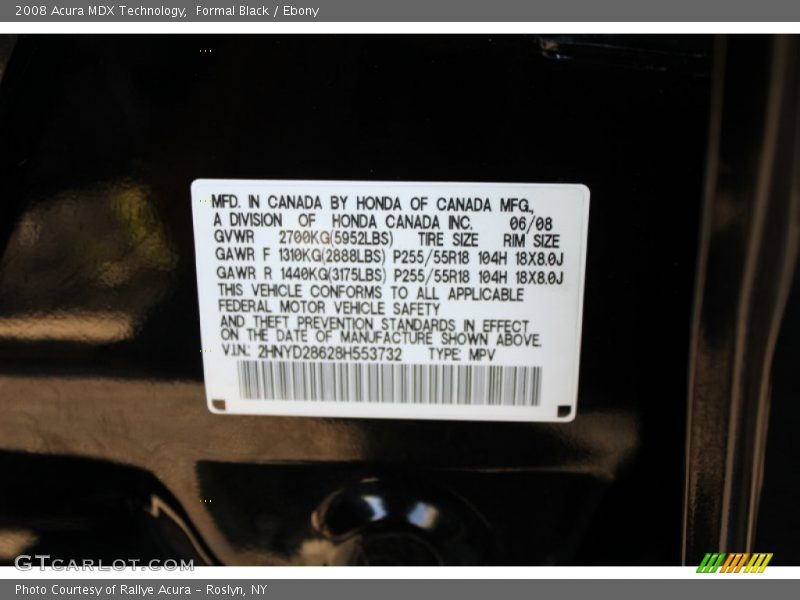 2008 Acura MDX Technology,  Formal Black / Ebony
MFD. IN CANADA BY HONDA OF CANADA MFG.,
A DIVISION OF HONDA CANADA INC. 06/08
GVWR 2700KG(5952LBS) TIRE SIZE RIM SIZE
GAWR F 1310KG(2888LBS) P255/55R18 104H 18X8.0J
GAWR R 1440KG(3175LBS) P255/55R18 104H 18X8.0J
THIS VEHICLE CONFORMS TO ALL APPLICABLE
FEDERAL MOTOR VEHICLE SAFETY
AND THEFT PREVENTION STANDARDS IN EFFECT
ON THE DATE OF MANUFACTURE SHOWN ABOVE.
V.I.N.: 2HNYD28628H553732 TYPE: MPV
GTCARLOT.COM
Photo Courtesy of Rallye Acura - Roslyn, NY